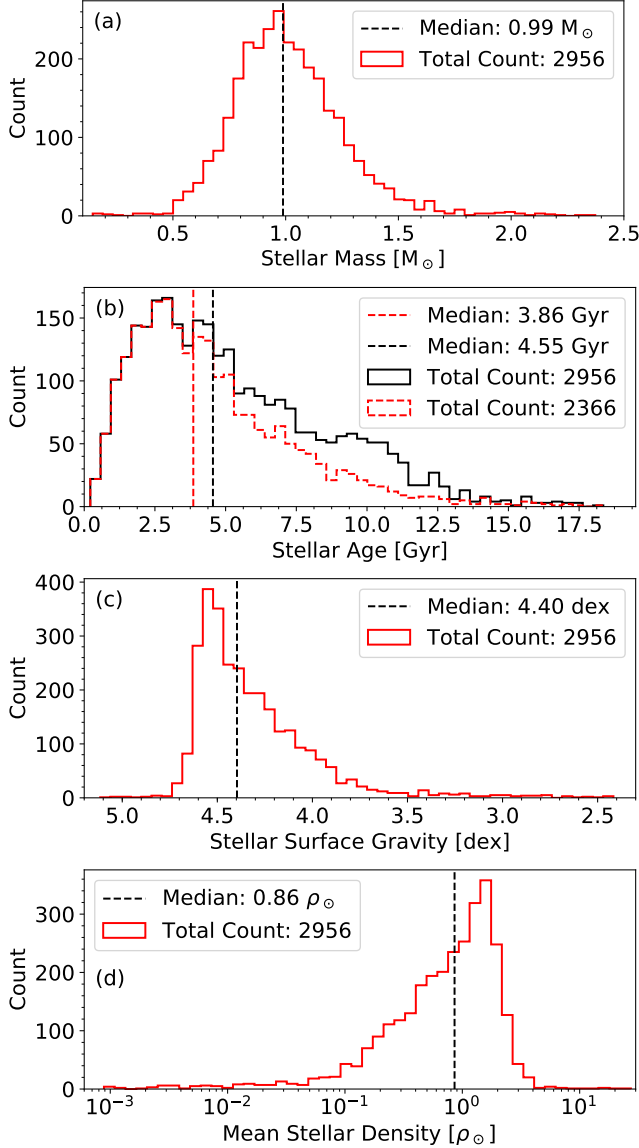 (a)
Median: 0.99 M⊙
Total Count: 2956
Count
200
100
0
0.5 1.0 1.5 2.0 2.5
Stellar Mass [M⊙]
(b)
Median: 3.86 Gyr
Median: 4.55 Gyr
Total Count: 2956
Total Count: 2366
Count
150
100
50
0
0.0 2.5 5.0 7.5 10.0 12.5 15.0 17.5
Stellar Age [Gyr]
(c)
Median: 4.40 dex
Total Count: 2956
Count
400
300
200
100
0
5.0 4.5 4.0 3.5 3.0 2.5
Stellar Surface Gravity [dex]
Median: 0.86 ρ⊙
Total Count: 2956
(d)
Count
300
200
100
0
10⁻³ 10⁻² 10⁻¹ 10⁰ 10¹
Mean Stellar Density [ρ⊙]